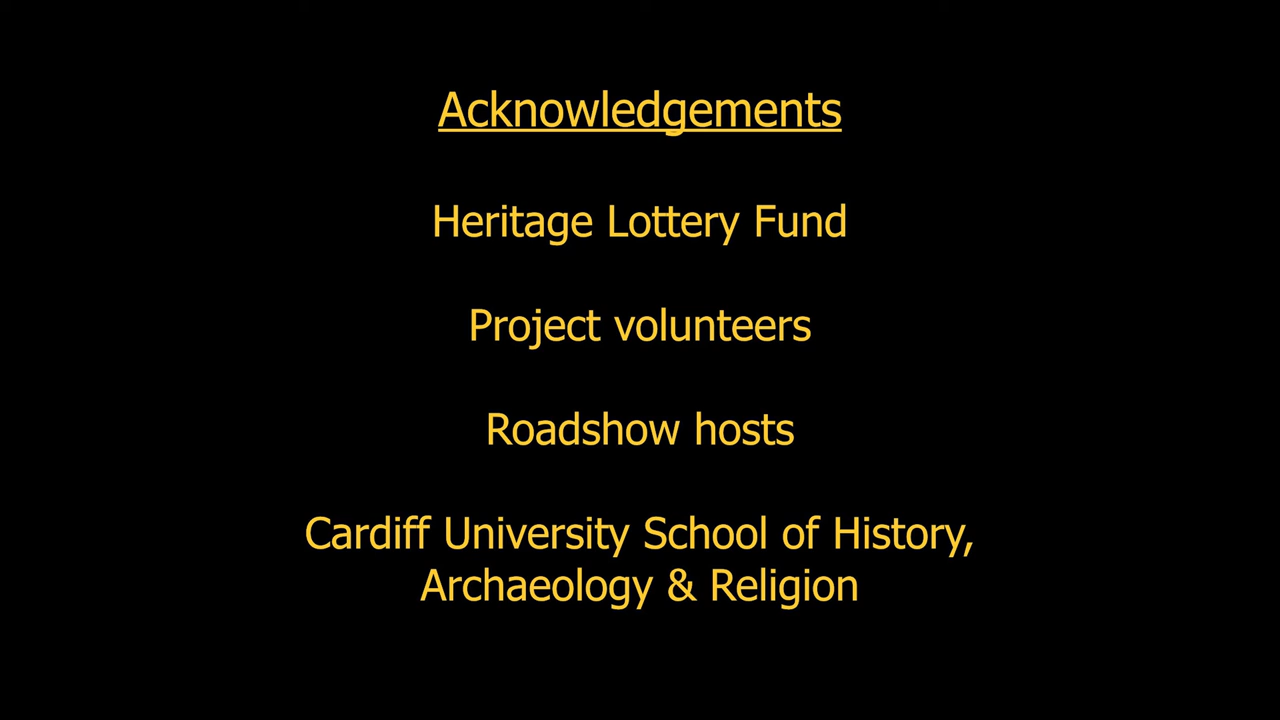 Acknowledgements
Heritage Lottery Fund
Project volunteers
Roadshow hosts
Cardiff University School of History,
Archaeology & Religion